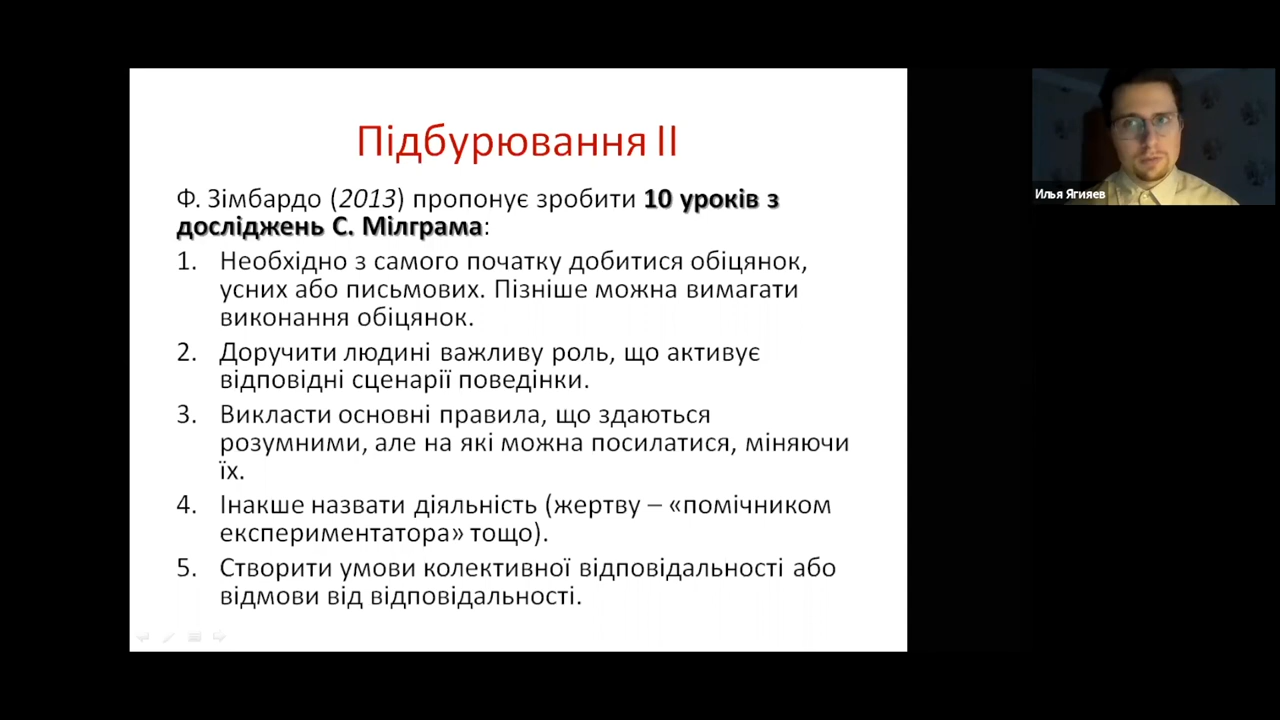 Підбурювання II
Ф. Зімбардо (2013) пропонує зробити 10 уроків з
досліджень С. Мілграма:
1. Необхідно з самого початку добитися обіцянок,
усних або письмових. Пізніше можна вимагати
виконання обіцянок.
2. Доручити людині важливу роль, що активує
відповідні сценарії поведінки.
3. Викласти основні правила, що здаються
розумними, але на які можна посилатися, міняючи
їх.
4. Інакше назвати діяльність (жертву – «помічником
експериментатора» тощо).
5. Створити умови колективної відповідальності або
відмови від відповідальності.
Илья Ягияев